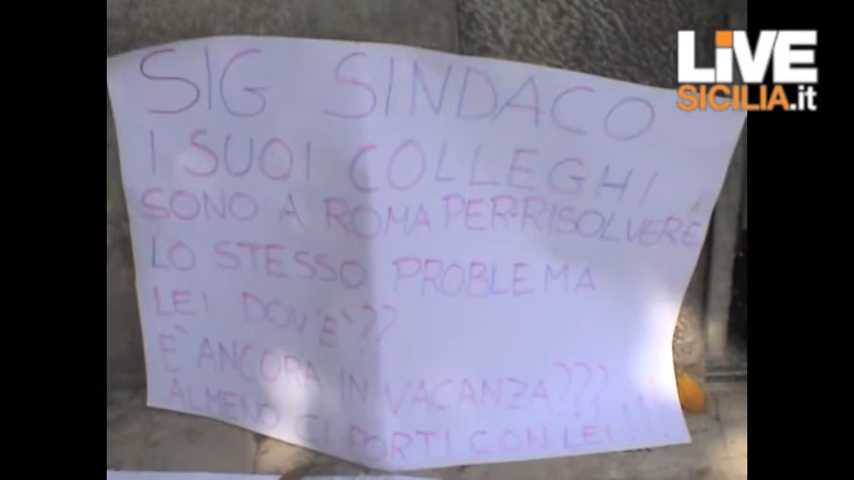 LiVE
SICILIA.it
SIG SINDACO
I SUOI COLLEGHI
SONO A ROMA PER RISOLVERE
LO STESSO PROBLEMA
LEI DOV'E'??
E' ANCORA IN VACANZA???
ALMENO CI PORTI CON LEI!!!